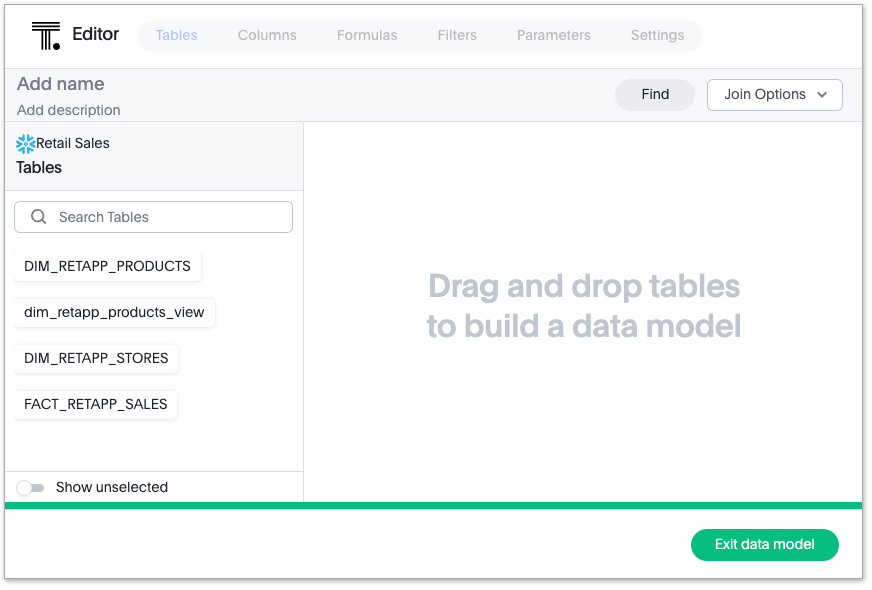 Editor
Tables
Columns
Formulas
Filters
Parameters
Settings
Add name
Add description
Find
Join Options
Retail Sales
Tables
Search Tables
DIM_RETAPP_PRODUCTS
dim_retapp_products_view
DIM_RETAPP_STORES
FACT_RETAPP_SALES
Show unselected
Drag and drop tables
to build a data model
Exit data model